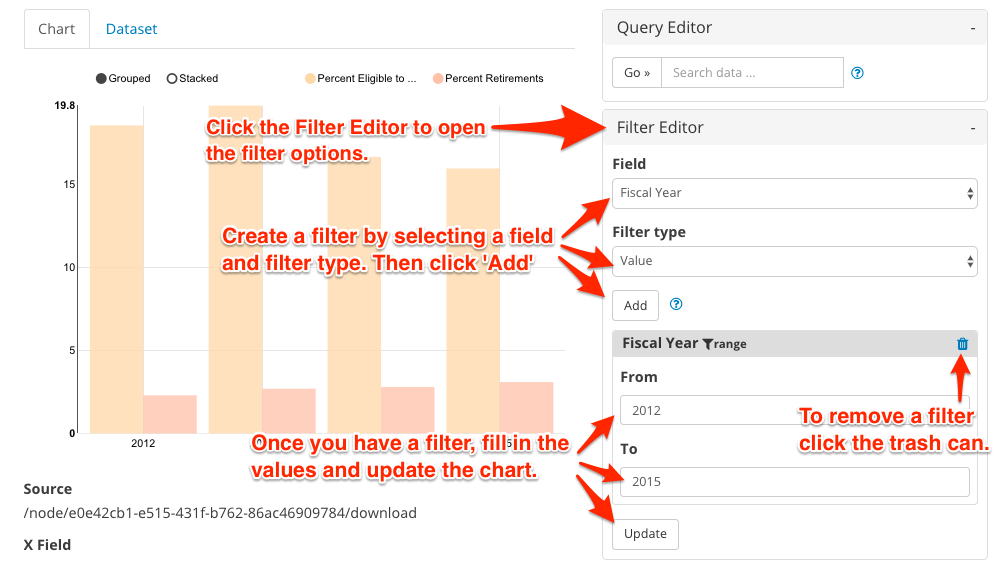 Chart
Dataset
Grouped
Stacked
Percent Eligible to ...
Percent Retirements
19.8
15
10
5
0
2012
Click the Filter Editor to open
the filter options.
Create a filter by selecting a field
and filter type. Then click 'Add'
Once you have a filter, fill in the
values and update the chart.
Source
/node/e0e42cb1-e515-431f-b762-86ac46909784/download
X Field
Query Editor -
Go » Search data ... ?
Filter Editor -
Field
Fiscal Year
Filter type
Value
Add ?
Fiscal Year range
From
2012
To remove a filter
click the trash can.
To
2015
Update